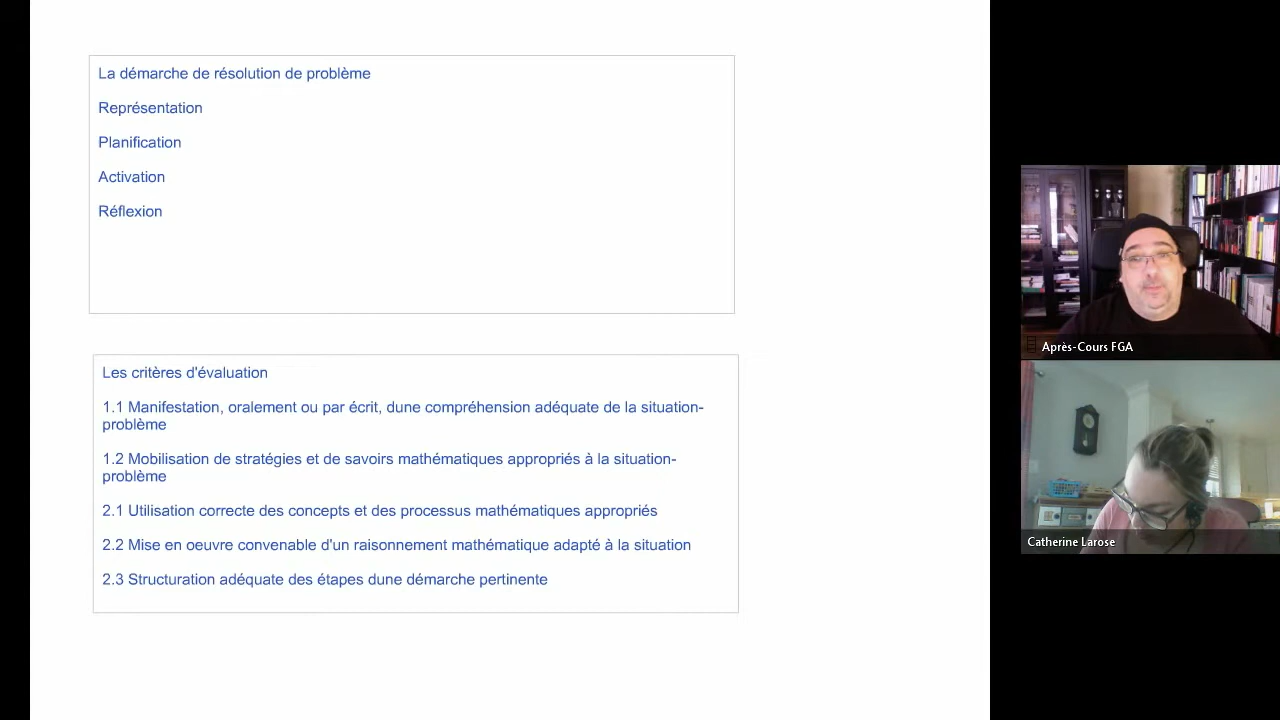 La démarche de résolution de problème
Représentation
Planification
Activation
Réflexion
Les critères d'évaluation
1.1 Manifestation, oralement ou par écrit, dune compréhension adéquate de la situation-
problème
1.2 Mobilisation de stratégies et de savoirs mathématiques appropriés à la situation-
problème
2.1 Utilisation correcte des concepts et des processus mathématiques appropriés
2.2 Mise en oeuvre convenable d'un raisonnement mathématique adapté à la situation
2.3 Structuration adéquate des étapes dune démarche pertinente
Après-Cours FGA
Catherine Larose